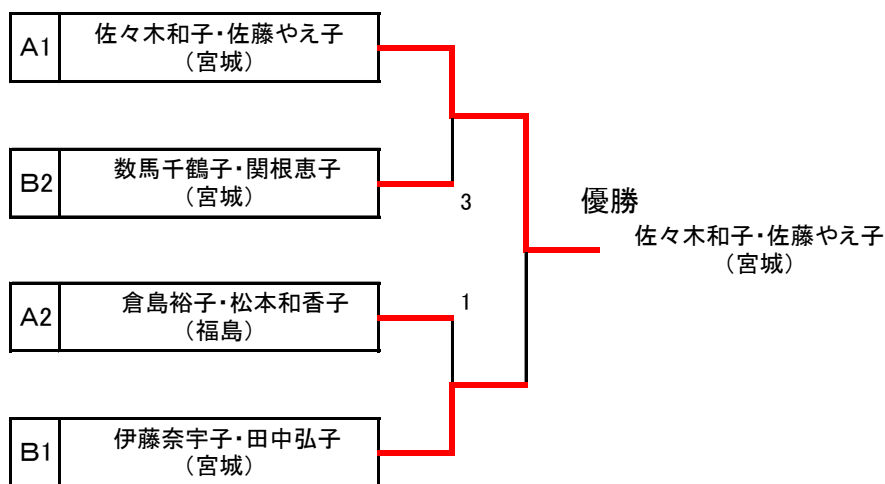 A1
佐々木和子・佐藤やえ子
(宮城)
B2
数馬千鶴子・関根恵子
(宮城)
3
優勝
佐々木和子・佐藤やえ子
(宮城)
A2
倉島裕子・松本和香子
(福島)
1
B1
伊藤奈宇子・田中弘子
(宮城)